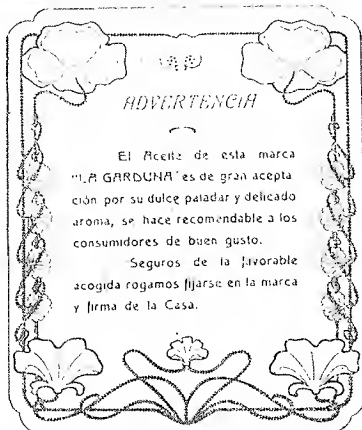 ADVERTENCIA
El Aceite de esta marca
"LA GARDUNA" es de gran acepta
ción por su dulce paladar y delicado
aroma, se hace recomendable a los
consumidores de buen gusto.
Seguros de la favorable
acogida rogamos fijarse en la marca
y firma de la Casa.